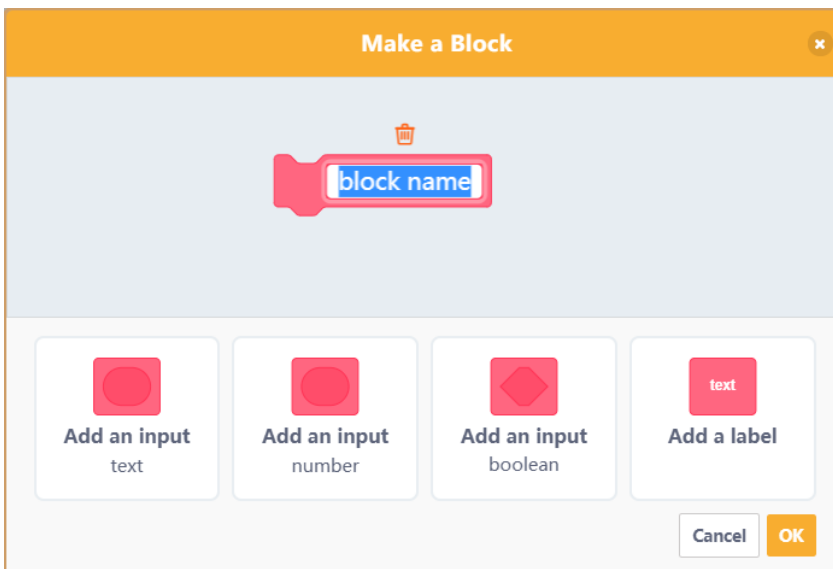 Make a Block
block name
text
Add an input
text
Add an input
number
Add an input
boolean
Add a label
Cancel
OK